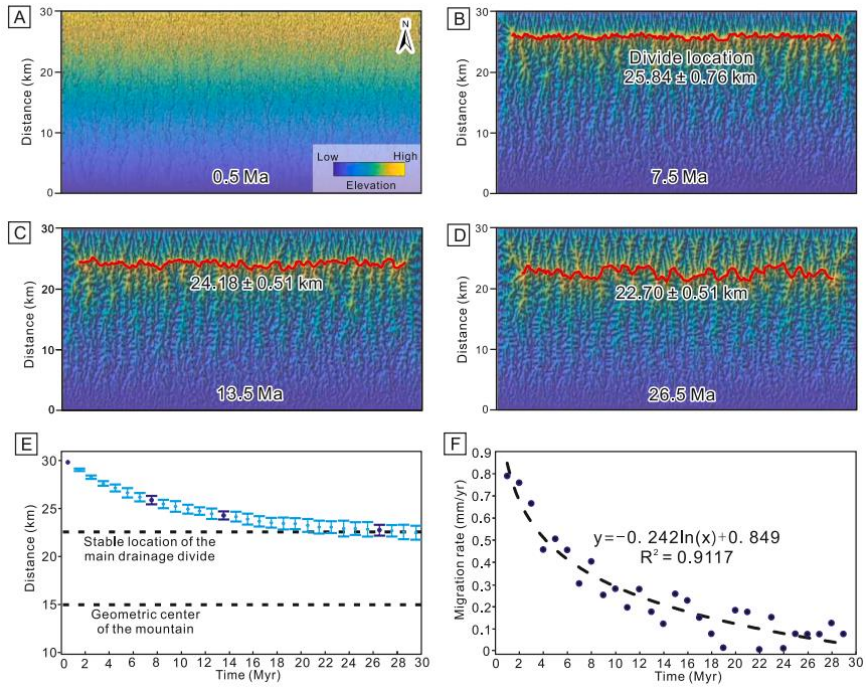 A
N
30
20
10
0
Distance (km)
Low
High
Elevation
0.5 Ma
B
30
20
10
0
Distance (km)
Divide location
25.84 ± 0.76 km
7.5 Ma
C
30
20
10
0
Distance (km)
24.18 ± 0.51 km
13.5 Ma
D
30
20
10
0
Distance (km)
22.70 ± 0.51 km
26.5 Ma
E
30
25
21
15
10
Distance (km)
Stable location of the
main drainage divide
Geometric center
of the mountain
0 2 4 6 8 10 12 14 16 18 20 22 24 26 28 30
Time (Myr)
F
0.9
0.8
0.7
0.6
0.5
0.4
0.3
0.2
0.1
0
Migration rate (mm/yr)
y=-0. 242ln(x)+0. 849
R² = 0.9117
0 2 4 6 8 10 12 14 16 18 20 22 24 26 28 30
Time (Myr)